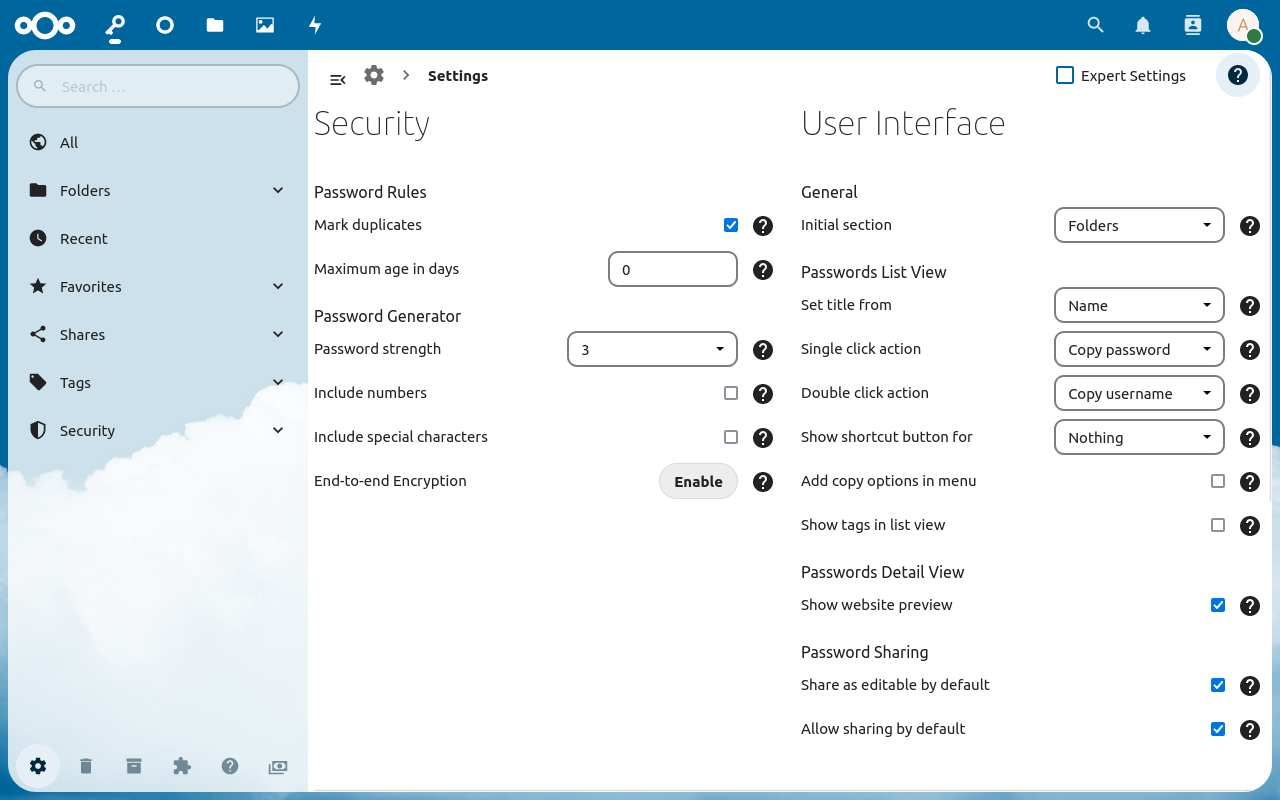 A
Search …
All
Folders
Recent
Favorites
Shares
Tags
Security
Settings
Expert Settings
Security
Password Rules
Mark duplicates
Maximum age in days
0
Password Generator
Password strength
3
Include numbers
Include special characters
End-to-end Encryption
Enable
User Interface
General
Initial section
Folders
Passwords List View
Set title from
Name
Single click action
Copy password
Double click action
Copy username
Show shortcut button for
Nothing
Add copy options in menu
Show tags in list view
Passwords Detail View
Show website preview
Password Sharing
Share as editable by default
Allow sharing by default